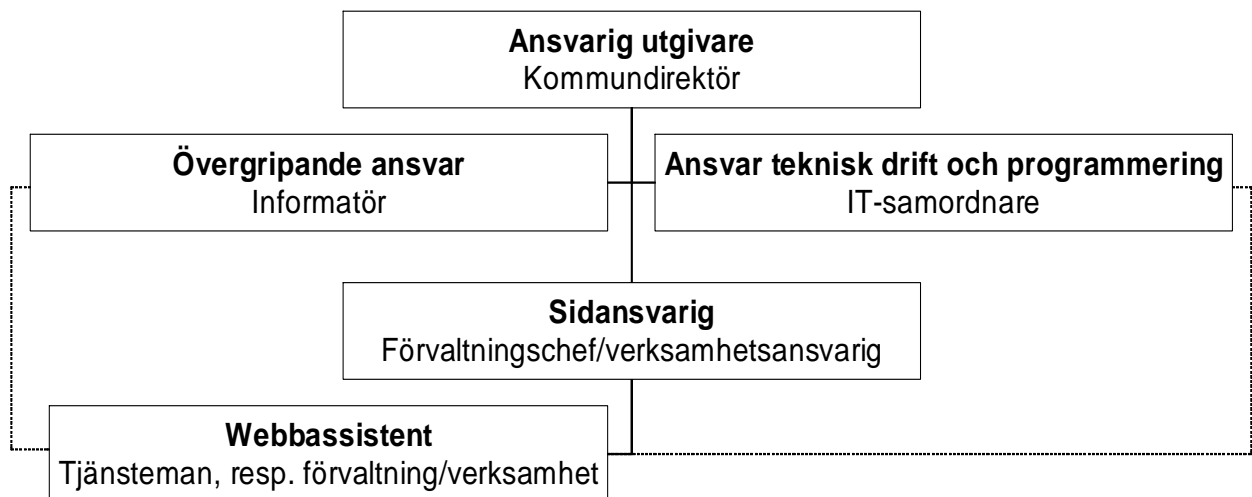 Ansvarig utgivare
Kommundirektör
Övergripande ansvar
Informatör
Ansvar teknisk drift och programmering
IT-samordnare
Sidansvarig
Förvaltningschef/verksamhetsansvarig
Webbassistent
Tjänsteman, resp. förvaltning/verksamhet